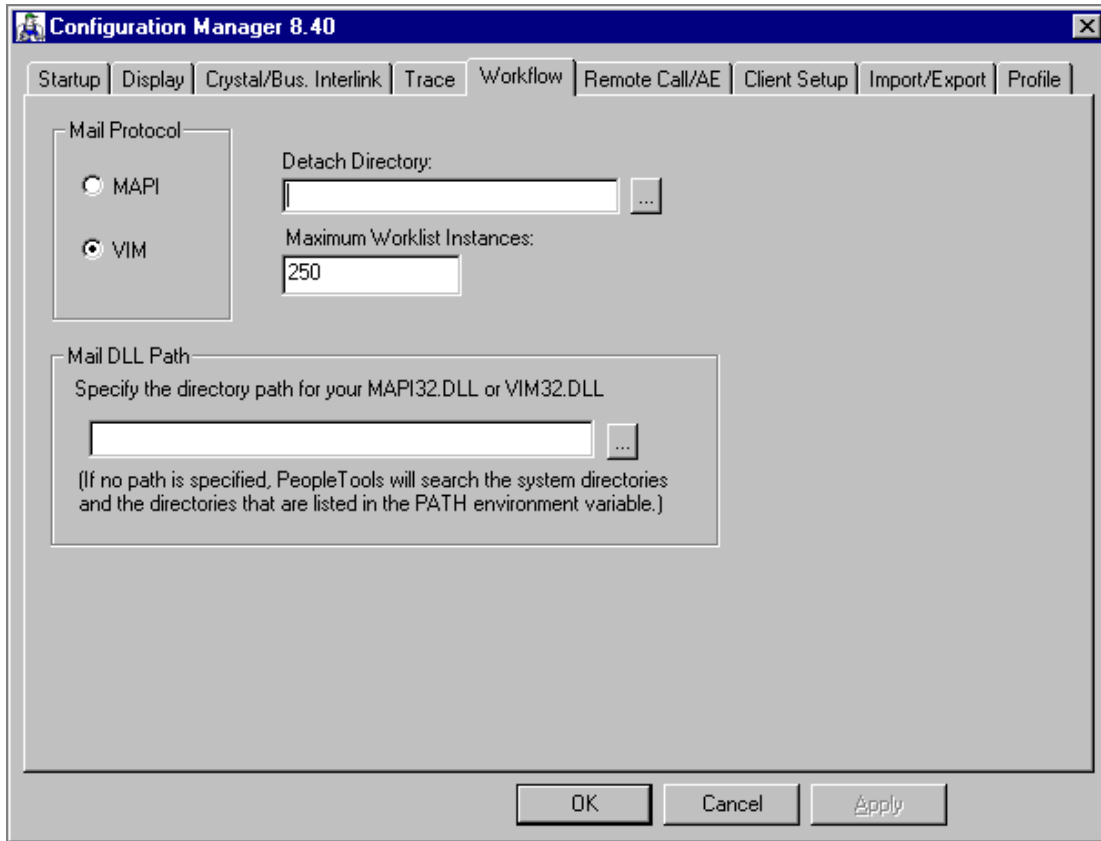 Configuration Manager 8.40
Startup
Display
Crystal/Bus. Interlink
Trace
Workflow
Remote Call/AE
Client Setup
Import/Export
Profile
Mail Protocol
MAPI
VIM
Detach Directory:
...
Maximum Worklist Instances:
250
Mail DLL Path
Specify the directory path for your MAPI32.DLL or VIM32.DLL
...
(If no path is specified, PeopleTools will search the system directories
and the directories that are listed in the PATH environment variable.)
OK
Cancel
Apply